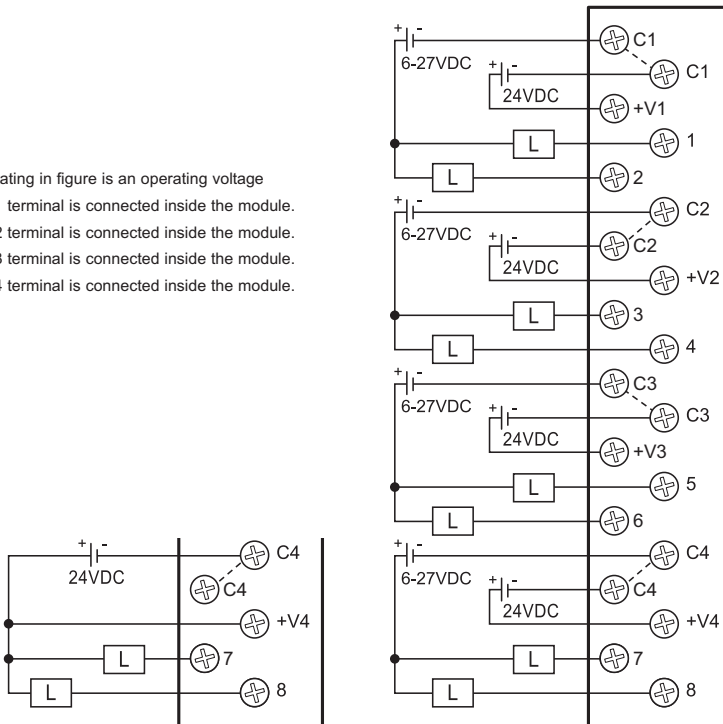 ating in figure is an operating voltage
terminal is connected inside the module.
2 terminal is connected inside the module.
3 terminal is connected inside the module.
4 terminal is connected inside the module.
+ -
24VDC
C4
C4
+V4
L
7
L
8
+ -
6-27VDC
C1
+ -
24VDC
C1
+V1
L
1
L
2
+ -
6-27VDC
C2
+ -
24VDC
C2
+V2
L
3
L
4
+ -
6-27VDC
C3
+ -
24VDC
C3
+V3
L
5
L
6
+ -
6-27VDC
C4
+ -
24VDC
C4
+V4
L
7
L
8